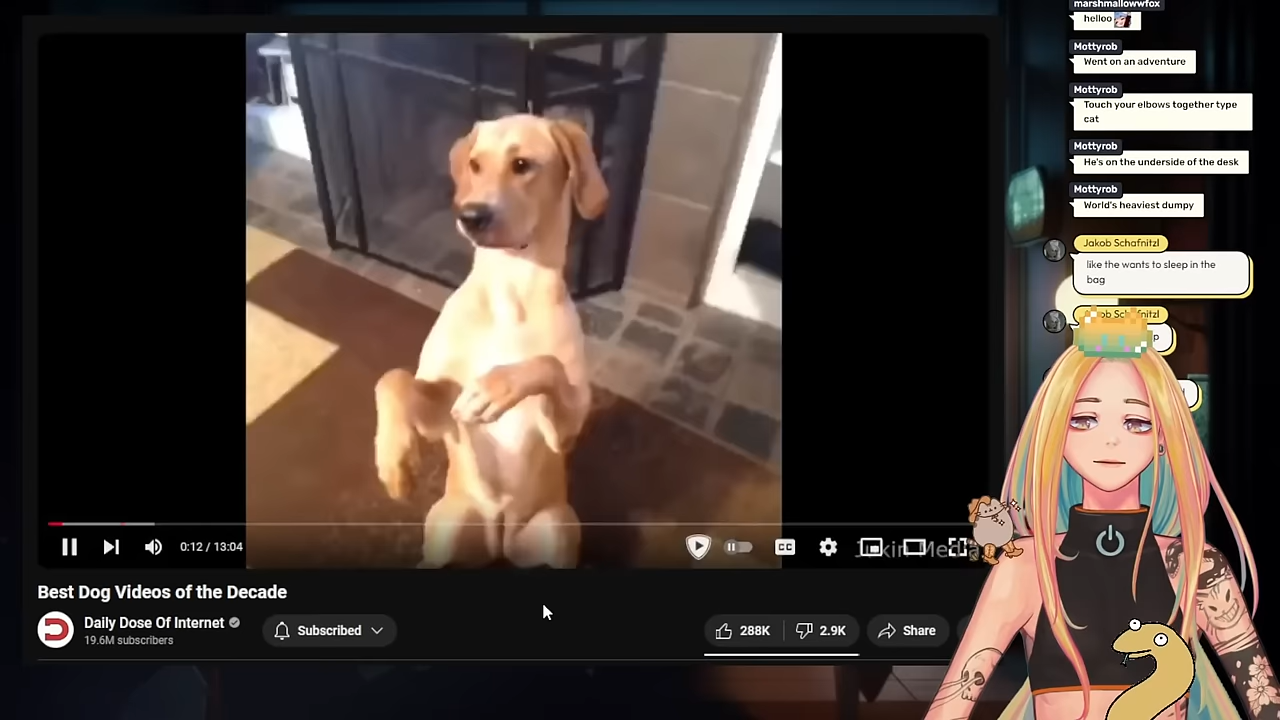 marshmallowwfox
helloo
Mottyrob
Went on an adventure
Mottyrob
Touch your elbows together type
cat
Mottyrob
He's on the underside of the desk
Mottyrob
World's heaviest dumpy
Jakob Schafnitzl
like the wants to sleep in the
bag
0:12 / 13:04
CC
Best Dog Videos of the Decade
Daily Dose Of Internet
19.6M subscribers
Subscribed
288K
2.9K
Share